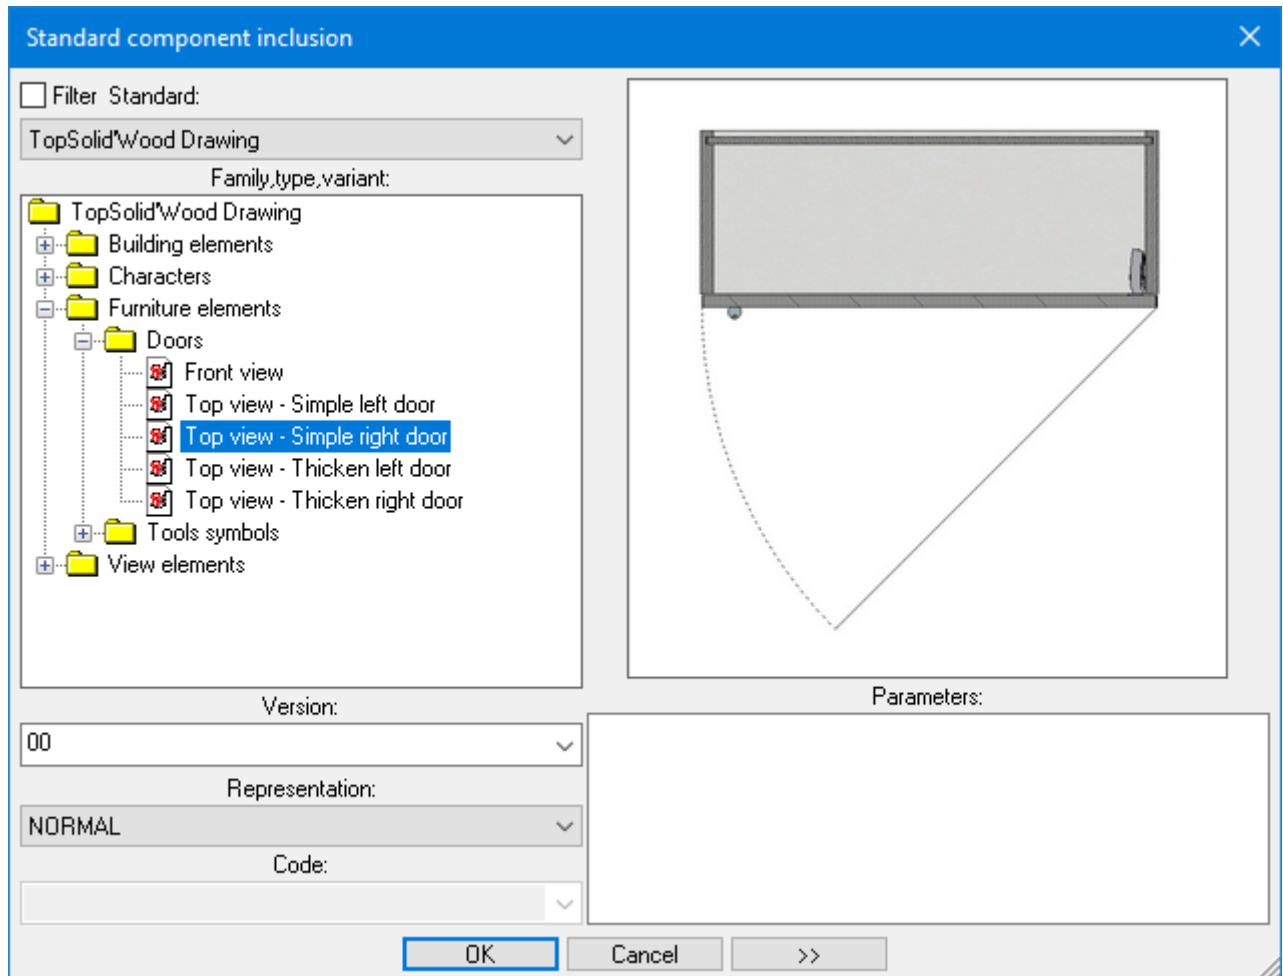 Standard component inclusion
Filter Standard:
TopSolid'Wood Drawing
Family,type,variant:
TopSolid'Wood Drawing
Building elements
Characters
Furniture elements
Doors
Front view
Top view - Simple left door
Top view - Simple right door
Top view - Thicken left door
Top view - Thicken right door
Tools symbols
View elements
Version:
00
Representation:
NORMAL
Code:
Parameters:
OK Cancel >>